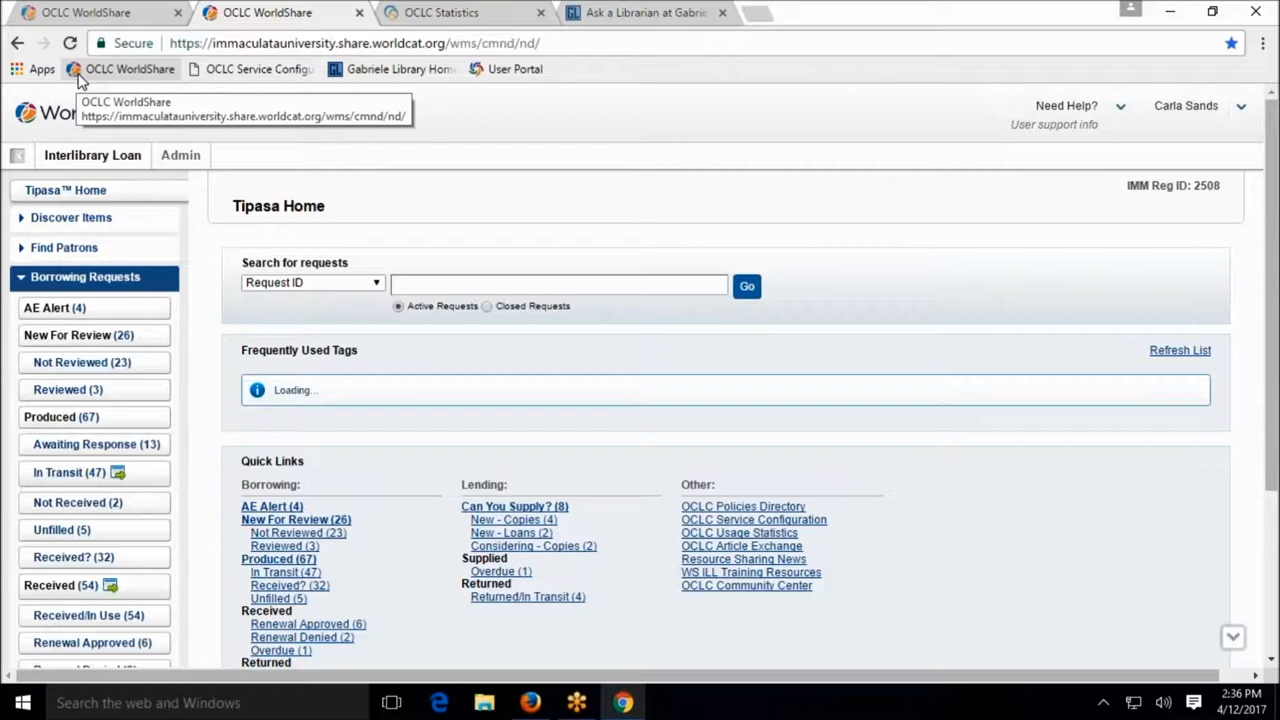 OCLC WorldShare
OCLC WorldShare
OCLC Statistics
Ask a Librarian at Gabriel
Secure
https://immaculatauniversity.share.worldcat.org/wms/cmnd/nd/
Apps
OCLC WorldShare
OCLC Service Configu
Gabriele Library Hom
User Portal
OCLC WorldShare
https://immaculatauniversity.share.worldcat.org/wms/cmnd/nd/
Need Help?
Carla Sands
User support info
Interlibrary Loan
Admin
Tipasa™ Home
IMM Reg ID: 2508
Tipasa Home
Discover Items
Find Patrons
Borrowing Requests
AE Alert (4)
New For Review (26)
Not Reviewed (23)
Reviewed (3)
Produced (67)
Awaiting Response (13)
In Transit (47)
Not Received (2)
Unfilled (5)
Received? (32)
Received (54)
Received/In Use (54)
Renewal Approved (6)
Search for requests
Request ID
Go
Active Requests
Closed Requests
Frequently Used Tags
Refresh List
Loading...
Quick Links
Borrowing:
AE Alert (4)
New For Review (26)
Not Reviewed (23)
Reviewed (3)
Produced (67)
In Transit (47)
Received? (32)
Unfilled (5)
Received
Renewal Approved (6)
Renewal Denied (2)
Overdue (1)
Returned
Lending:
Can You Supply? (8)
New - Copies (4)
New - Loans (2)
Considering - Copies (2)
Supplied
Overdue (1)
Returned
Returned/In Transit (4)
Other:
OCLC Policies Directory
OCLC Service Configuration
OCLC Usage Statistics
OCLC Article Exchange
Resource Sharing News
WS ILL Training Resources
OCLC Community Center
Search the web and Windows
2:36 PM
4/12/2017